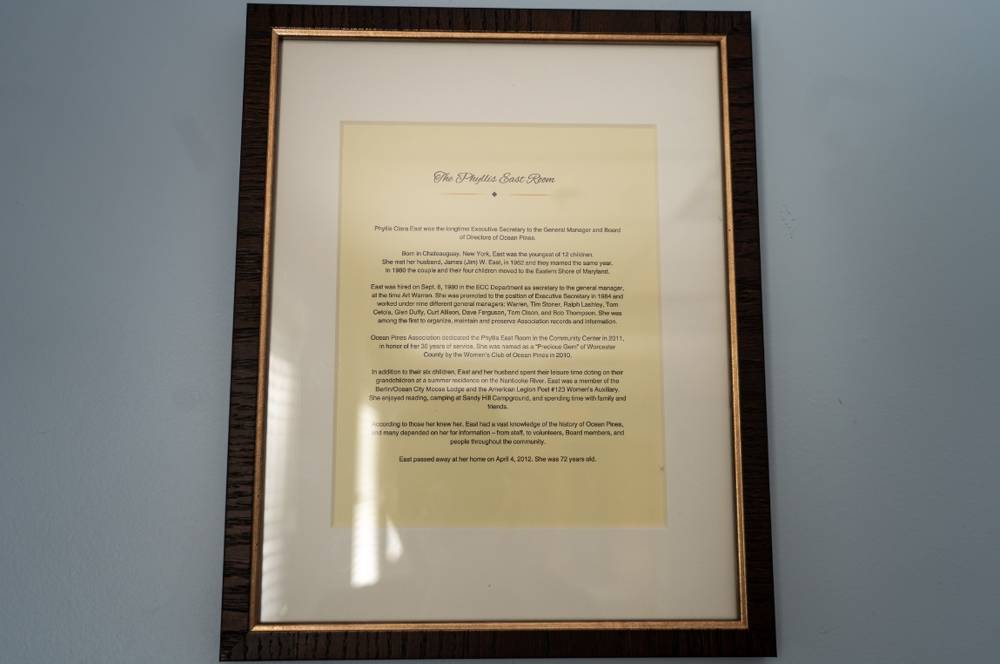 The Phyllis East Room
Phyllis Clara East was the longtime Executive Secretary to the General Manager and Board
of Directors of Ocean Pines.
Born in Chateauguay, New York, East was the youngest of 12 children.
She met her husband, James (Jim) W. East, in 1962 and they married the same year.
In 1980 the couple and their four children moved to the Eastern Shore of Maryland.
East was hired on Sept. 8, 1980 in the ECC Department as secretary to the general manager,
at the time Art Warren. She was promoted to the position of Executive Secretary in 1984 and
worked under nine different general managers: Warren, Tim Stoner, Ralph Lashley, Tom
Cetola, Glen Duffy, Curt Allison, Dave Ferguson, Tom Olson, and Bob Thompson. She was
among the first to organize, maintain and preserve Association records and information.
Ocean Pines Association dedicated the Phyllis East Room in the Community Center in 2011,
in honor of her 30 years of service. She was named as a "Precious Gem" of Worcester
County by the Women's Club of Ocean Pines in 2010.
In addition to their six children, East and her husband spent their leisure time doting on their
grandchildren at a summer residence on the Nanticoke River. East was a member of the
Berlin/Ocean City Moose Lodge and the American Legion Post #123 Women's Auxiliary.
She enjoyed reading, camping at Sandy Hill Campground, and spending time with family and
friends.
According to those her knew her, East had a vast knowledge of the history of Ocean Pines,
and many depended on her for information – from staff, to volunteers, Board members, and
people throughout the community.
East passed away at her home on April 4, 2012. She was 72 years old.